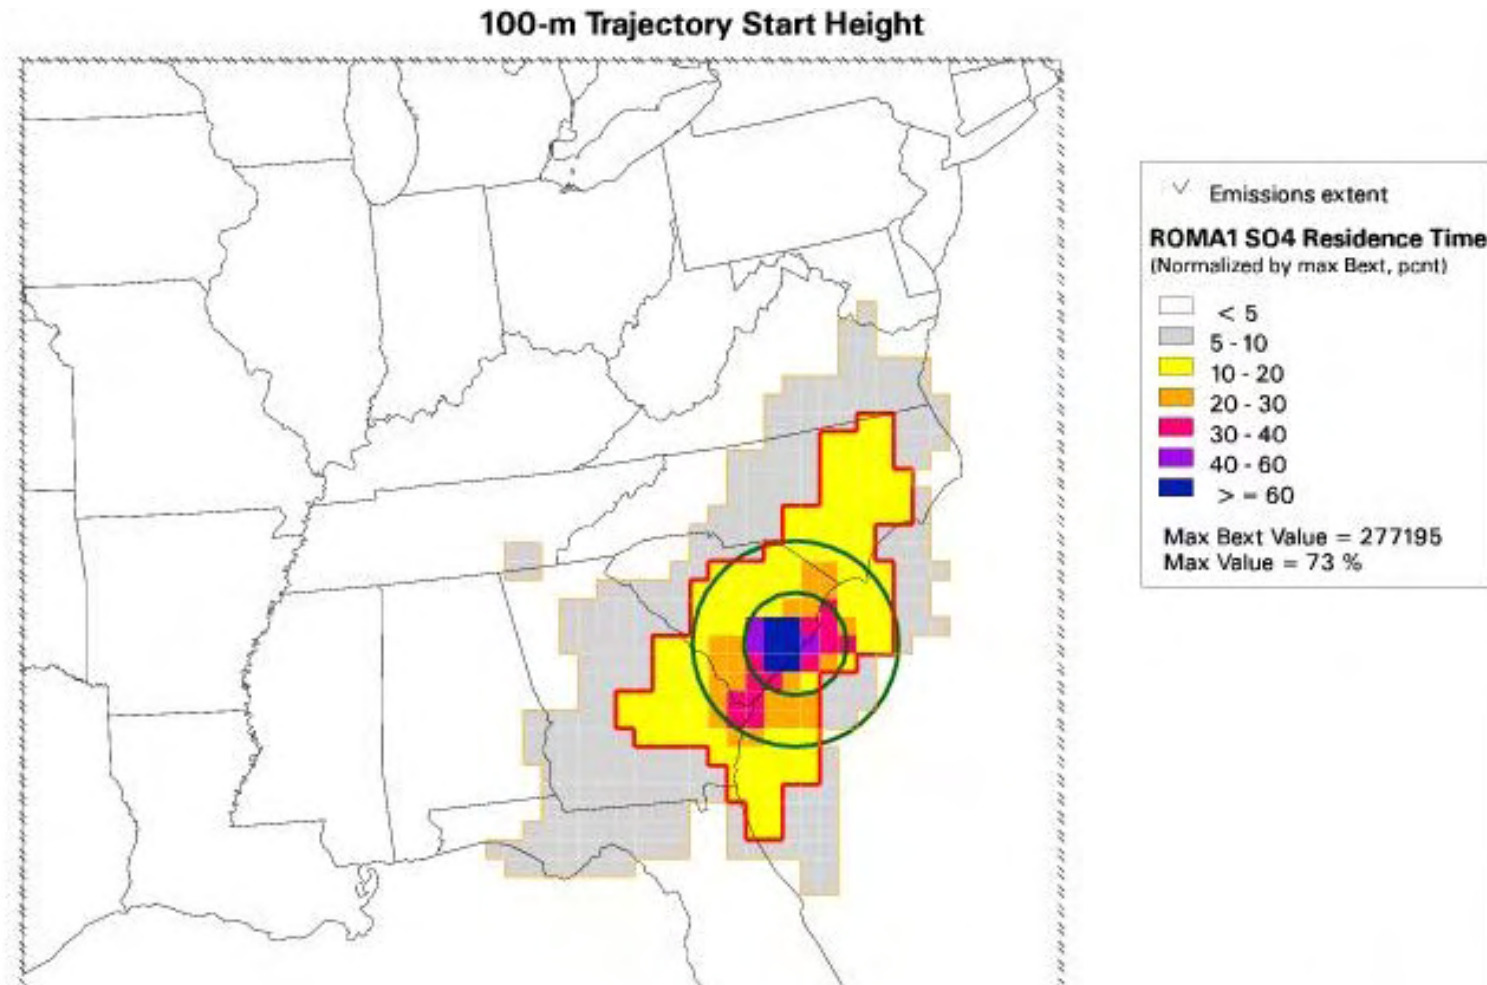 100-m Trajectory Start Height
Emissions extent
ROMA1 SO4 Residence Time
(Normalized by max Bext, pcnt)
< 5
5 - 10
10 - 20
20 - 30
30 - 40
40 - 60
> = 60
Max Bext Value = 277195
Max Value = 73 %